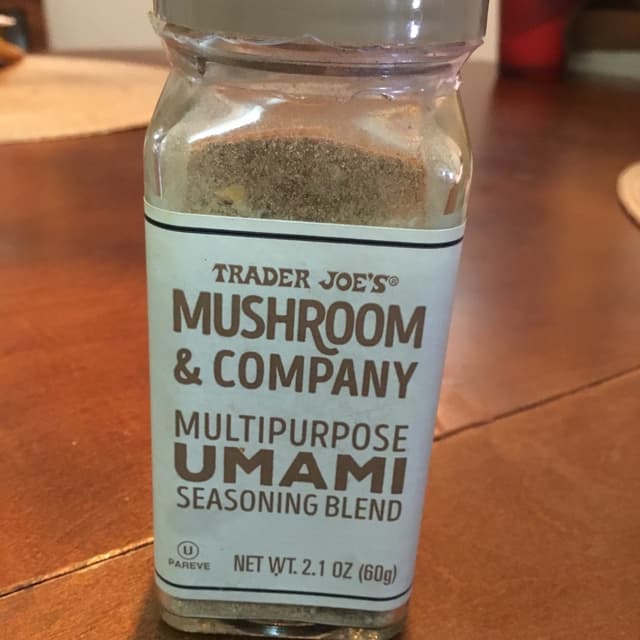 TRADER JOE'S®
MUSHROOM
& COMPANY
MULTIPURPOSE
UMAMI
SEASONING BLEND
U
PAREVE
NET WT. 2.1 OZ (60g)